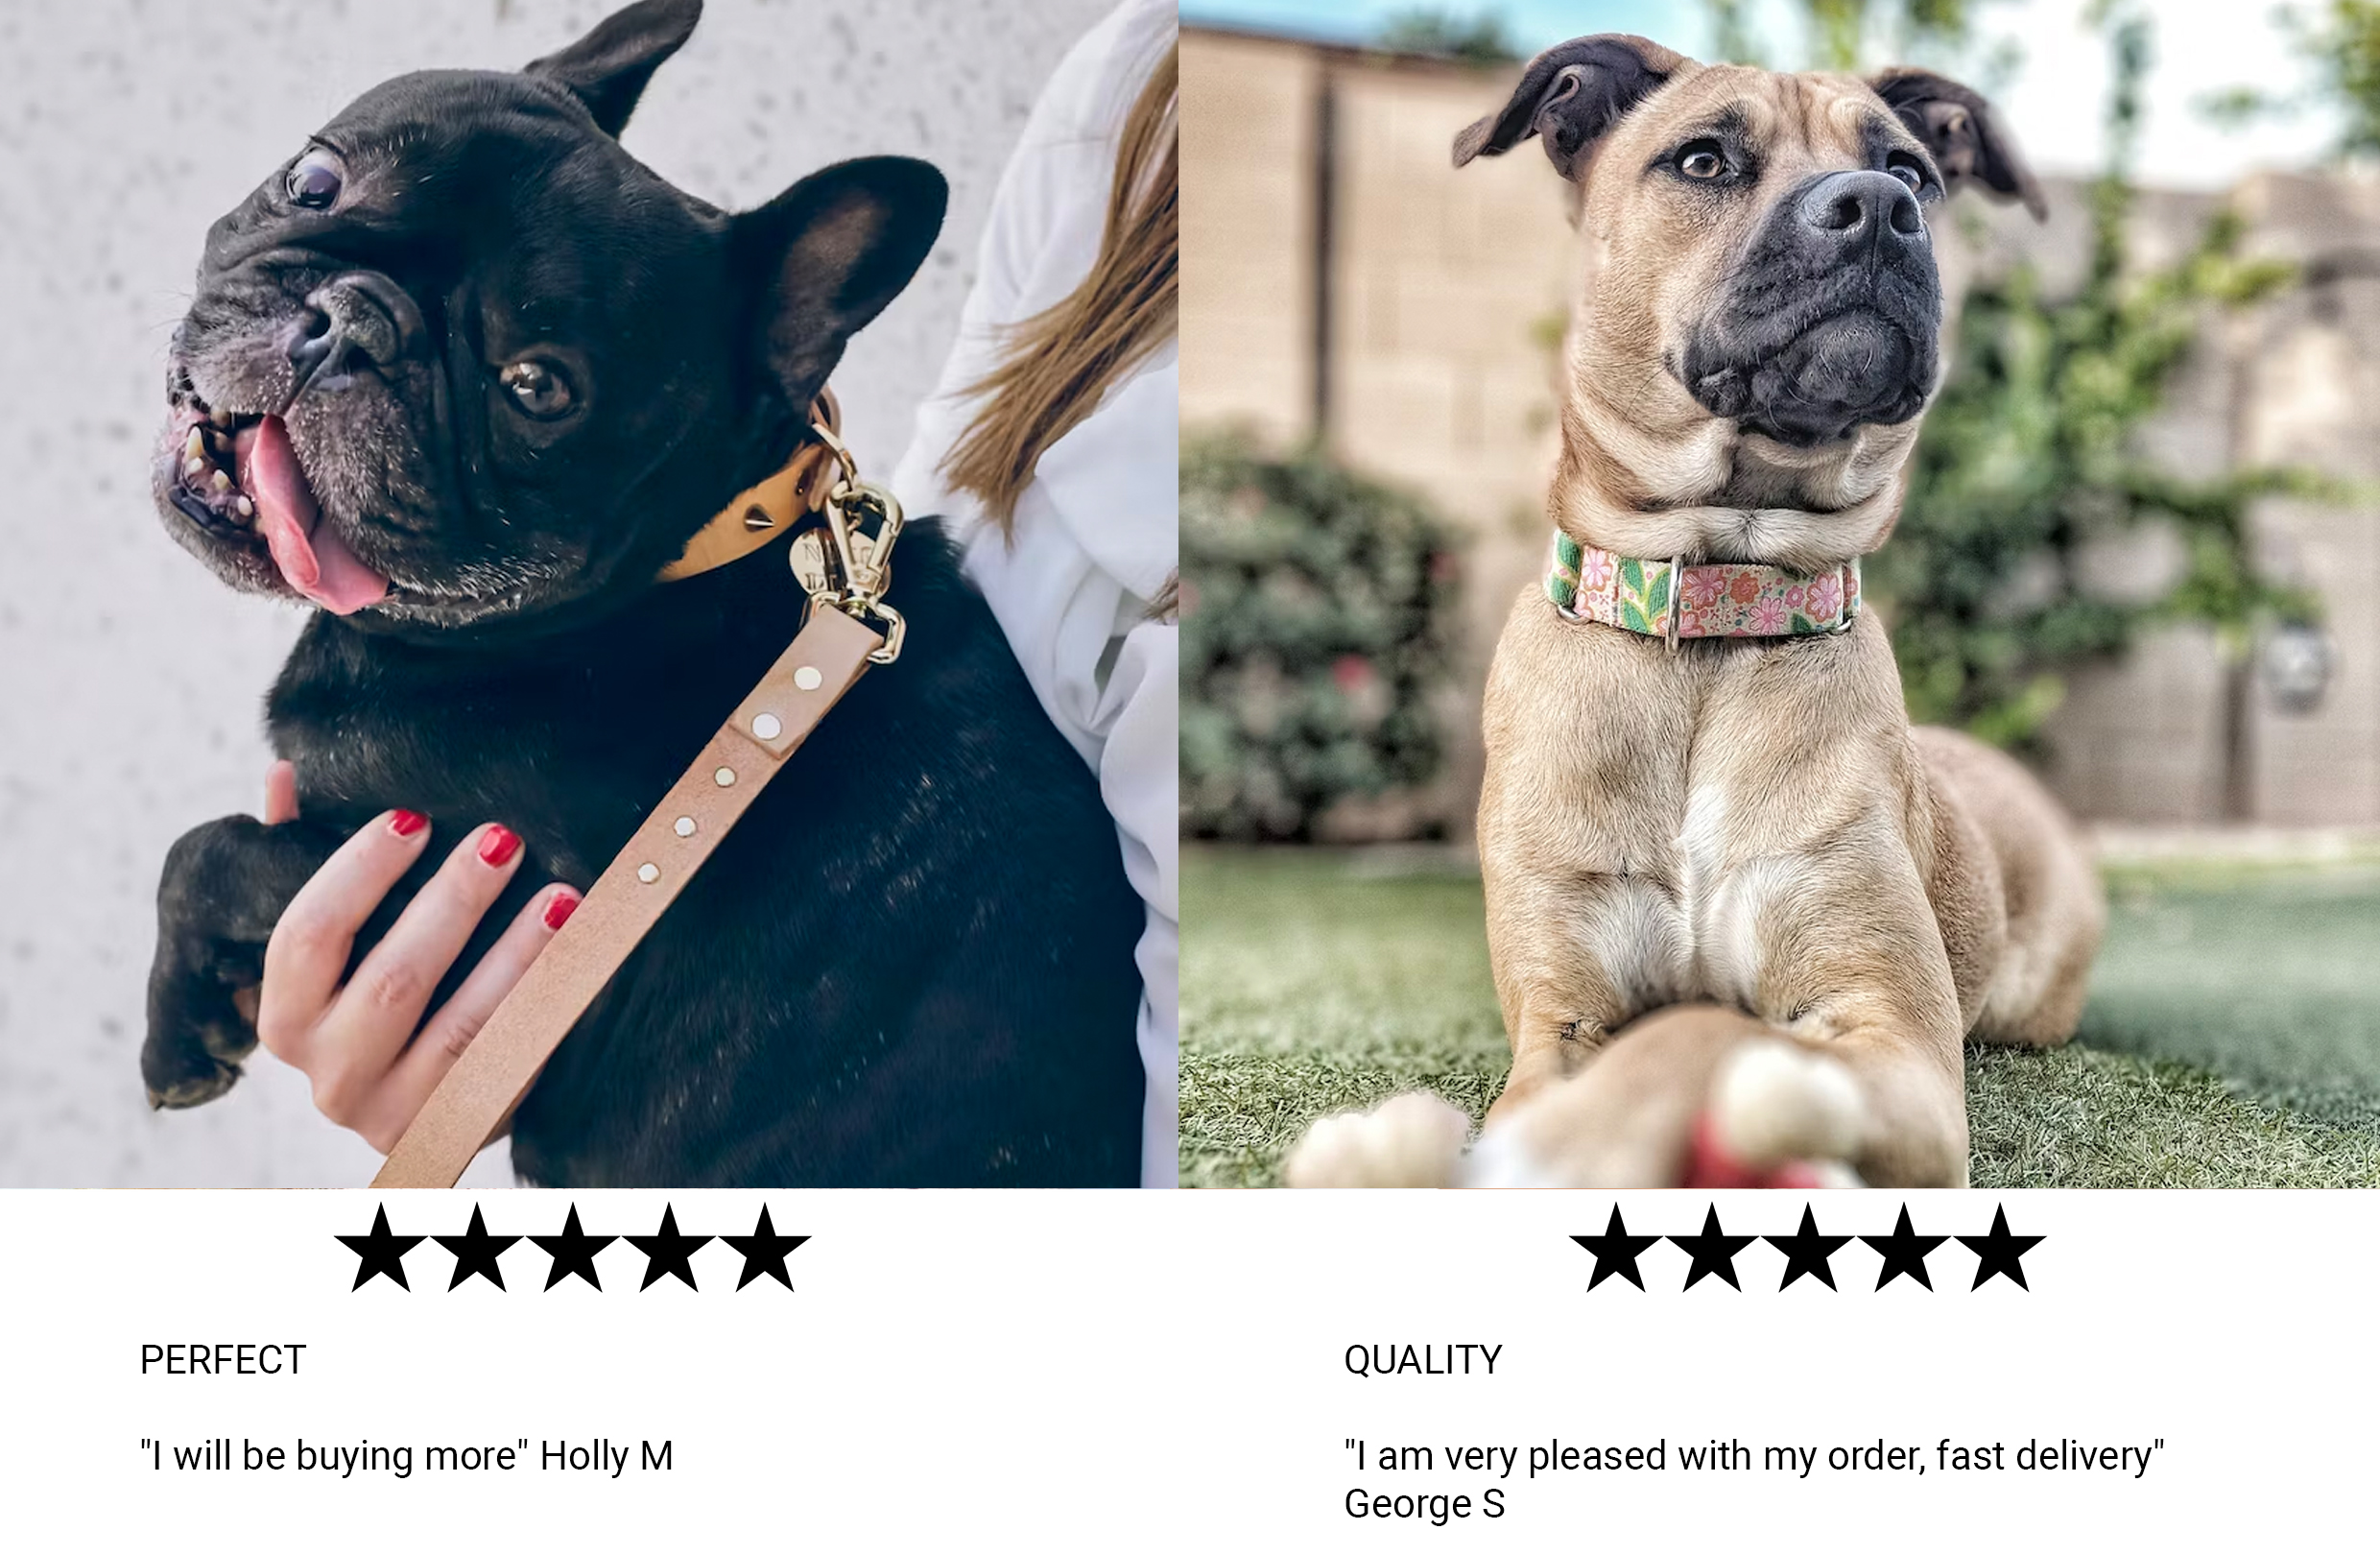 PERFECT
"I will be buying more" Holly M
QUALITY
"I am very pleased with my order, fast delivery"
George S